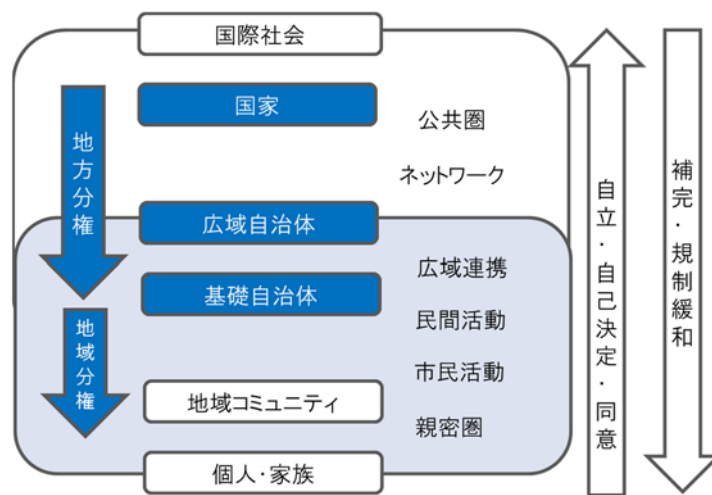 国際社会
国家
公共圏
ネットワーク
地方分権
広域自治体
広域連携
基礎自治体
民間活動
地域分権
市民活動
地域コミュニティ
親密圏
個人・家族
自立・自己決定・同意
補完・規制緩和